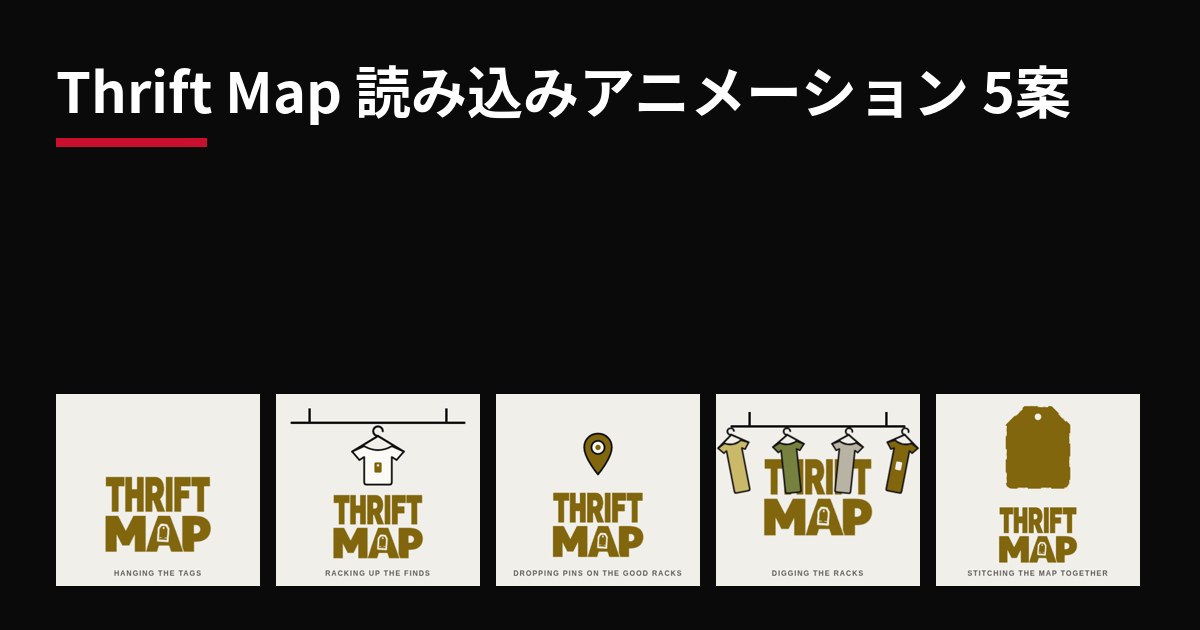 Thrift Map 読み込みアニメーション 5案
THRIFT
MAP
HANGING THE TAGS
THRIFT
MAP
RACKING UP THE FINDS
THRIFT
MAP
DROPPING PINS ON THE GOOD RACKS
THRIFT
MAP
DIGGING THE RACKS
THRIFT
MAP
STITCHING THE MAP TOGETHER